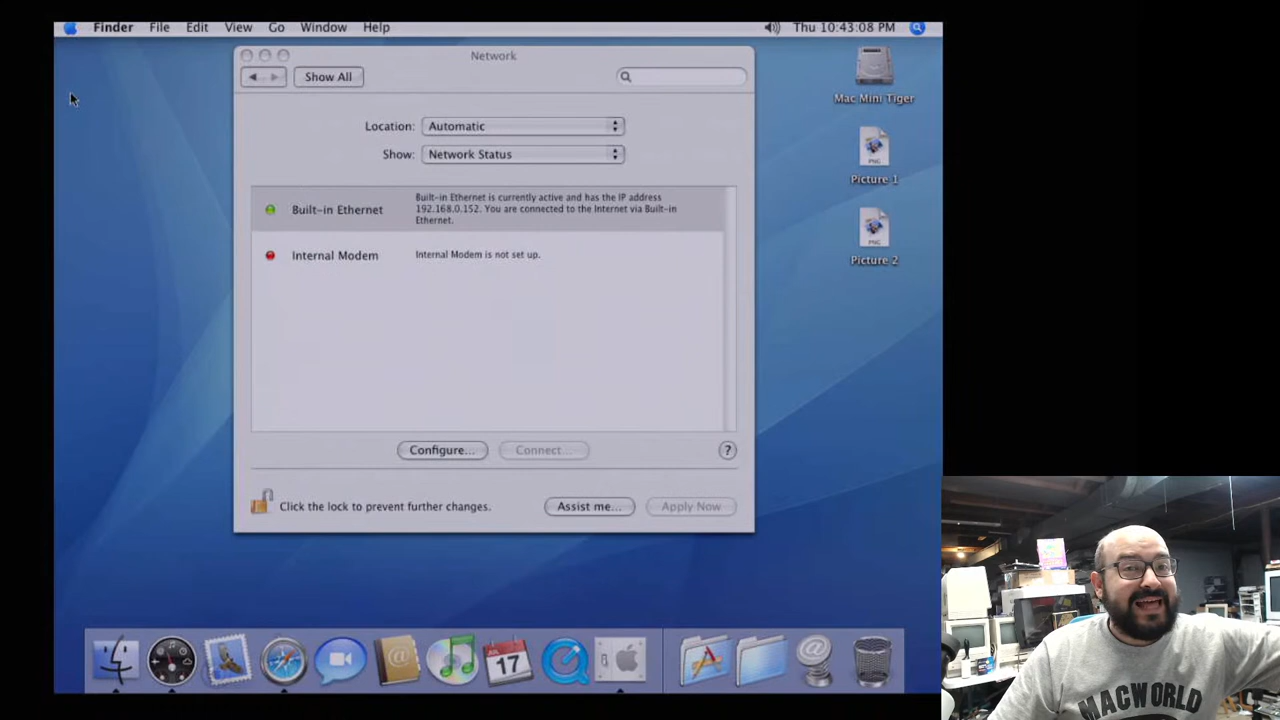 Finder File Edit View Go Window Help Thu 10:43:08 PM
Network
Show All
Mac Mini Tiger
Location: Automatic
Show: Network Status
PNG
Picture 1
Built-in Ethernet
Built-in Ethernet is currently active and has the IP address
192.168.0.152. You are connected to the Internet via Built-in
Ethernet.
PNG
Picture 2
Internal Modem
Internal Modem is not set up.
Configure...
Connect...
?
Click the lock to prevent further changes.
Assist me...
Apply Now
JUL
17
@
@
MACWORLD